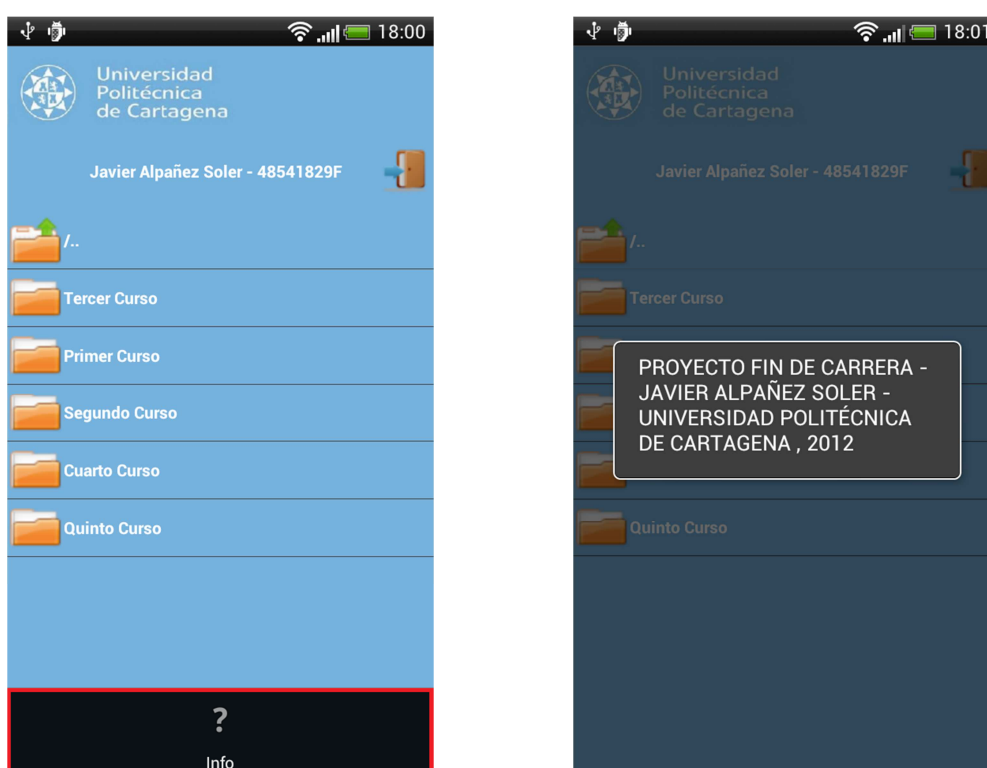 18:00
Universidad
Politécnica
de Cartagena
Javier Alpañez Soler - 48541829F
/..
Tercer Curso
Primer Curso
Segundo Curso
Cuarto Curso
Quinto Curso
?
Info
18:01
Universidad
Politécnica
de Cartagena
Javier Alpañez Soler - 48541829F
/..
Tercer Curso
PROYECTO FIN DE CARRERA -
JAVIER ALPAÑEZ SOLER -
UNIVERSIDAD POLITÉCNICA
DE CARTAGENA , 2012
Quinto Curso